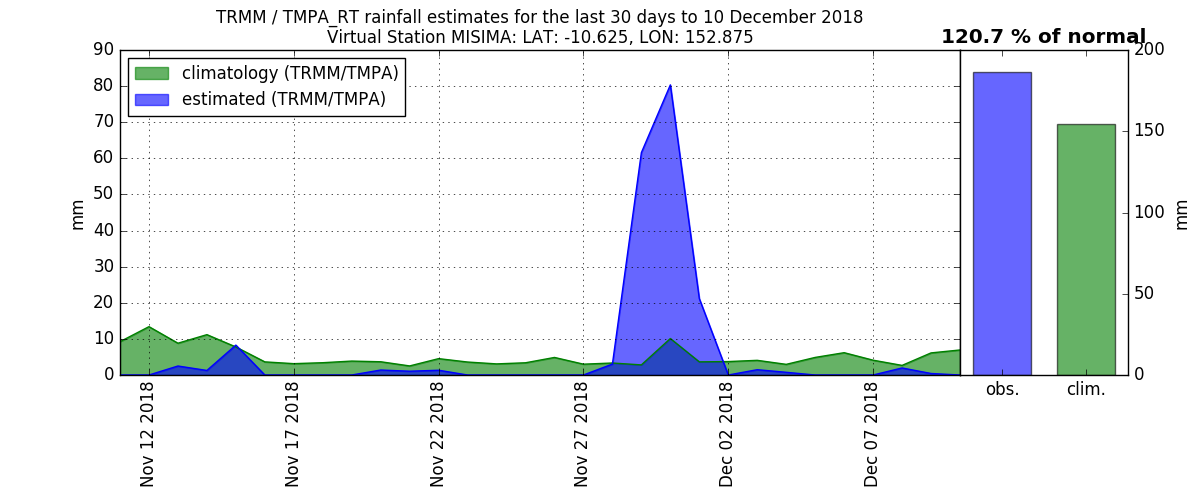 TRMM / TMPA_RT rainfall estimates for the last 30 days to 10 December 2018
Virtual Station MISIMA: LAT: -10.625, LON: 152.875
120.7 % of normal
climatology (TRMM/TMPA)
estimated (TRMM/TMPA)
90
80
70
60
50
40
30
20
10
0
mm
Nov 12 2018
Nov 17 2018
Nov 22 2018
Nov 27 2018
Dec 02 2018
Dec 07 2018
obs.
clim.
200
150
100
50
0
mm